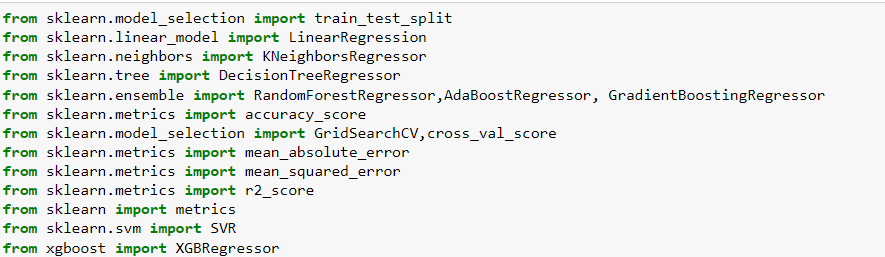 from sklearn.model_selection import train_test_split
from sklearn.linear_model import LinearRegression
from sklearn.neighbors import KNeighborsRegressor
from sklearn.tree import DecisionTreeRegressor
from sklearn.ensemble import RandomForestRegressor,AdaBoostRegressor, GradientBoostingRegressor
from sklearn.metrics import accuracy_score
from sklearn.model_selection import GridSearchCV,cross_val_score
from sklearn.metrics import mean_absolute_error
from sklearn.metrics import mean_squared_error
from sklearn.metrics import r2_score
from sklearn import metrics
from sklearn.svm import SVR
from xgboost import XGBRegressor